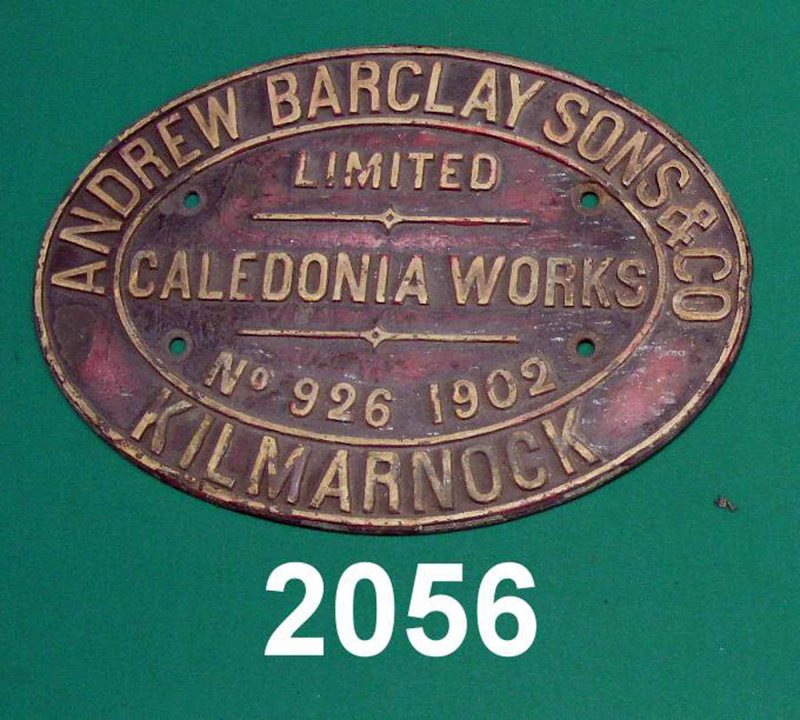 ANDREW BARCLAY SONS & CO
LIMITED
CALEDONIA WORKS
No 926 1902
KILMARNOCK
2056